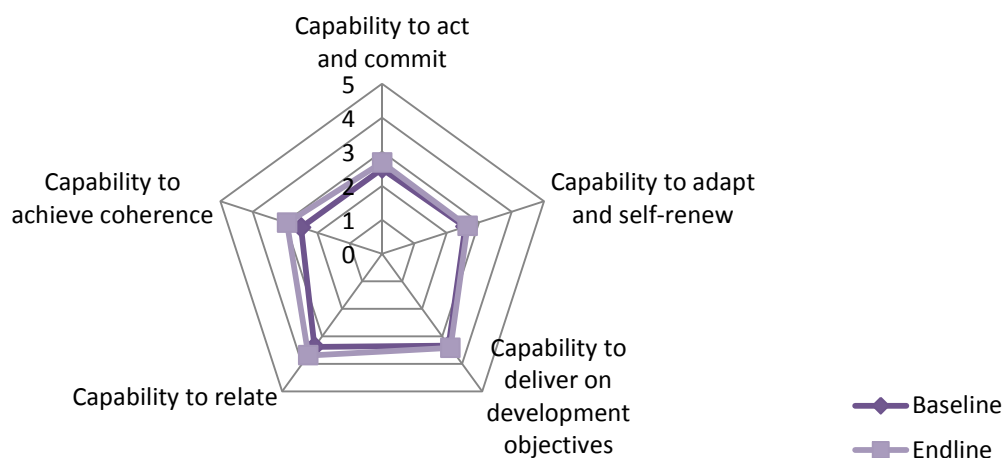 Capability to act
and commit
5
4
3
2
1
0
Capability to adapt
and self-renew
Capability to
deliver on
development
objectives
Capability to relate
Capability to
achieve coherence
Baseline
Endline